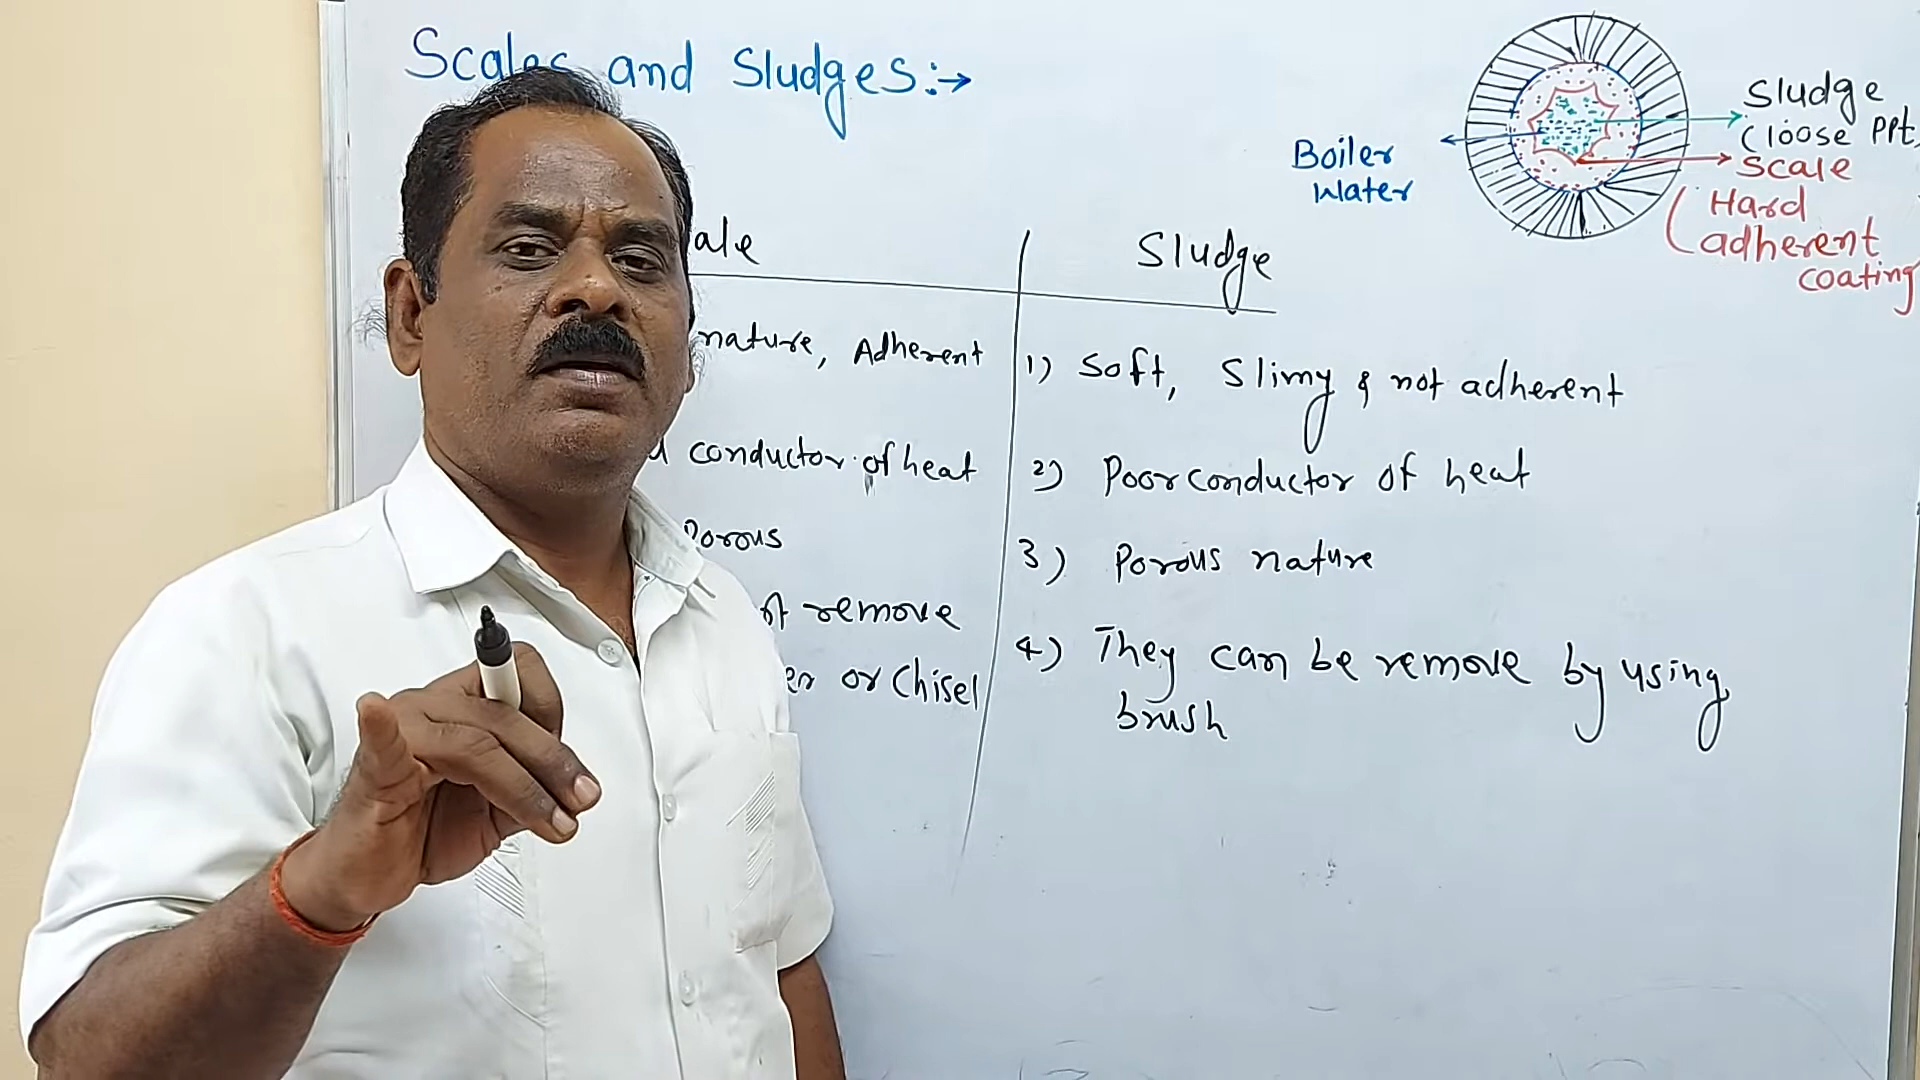 Scales and Sludges:→
Sludge
(loose PPt.
Scale
(Hard
adherent
coating
Boiler
Water
ale
nature, Adherent
conductor of heat
Porous
remove
er or Chisel
Sludge
1) Soft, Slimy & not adherent
2) Poor conductor of heat
3) Porous nature
4) They can be remove by using
brush